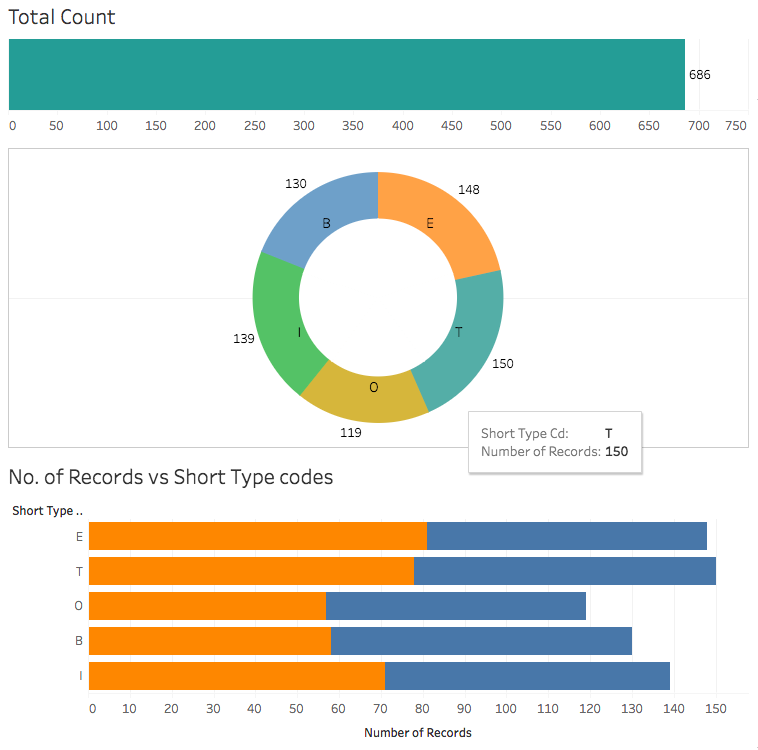 Total Count
686
0 50 100 150 200 250 300 350 400 450 500 550 600 650 700 750
130 148
B E
139 I T 150
O
119
Short Type Cd: T
Number of Records: 150
No. of Records vs Short Type codes
Short Type ..
E
T
O
B
I
0 10 20 30 40 50 60 70 80 90 100 110 120 130 140 150
Number of Records